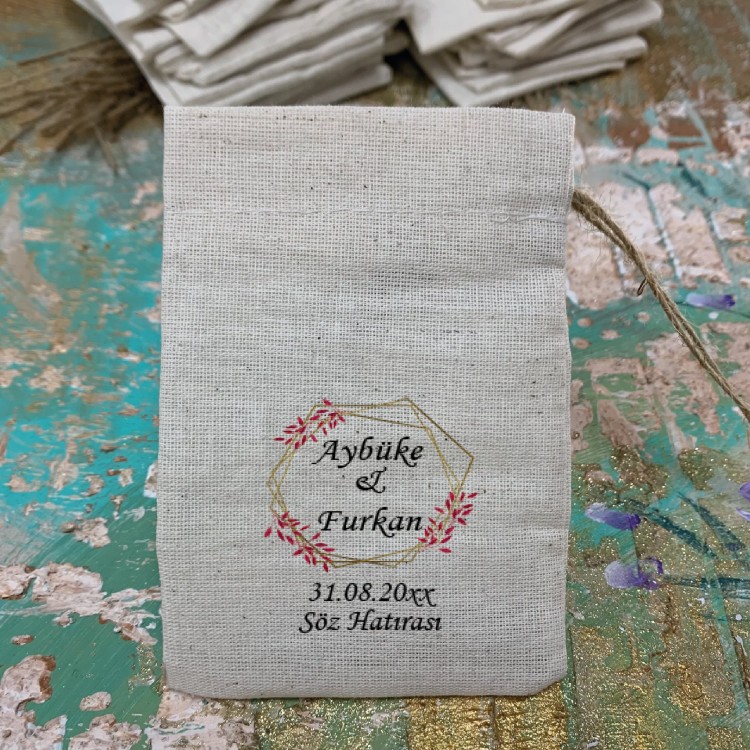 Aybüke
&
Furkan
31.08.20xx
Söz Hatırası